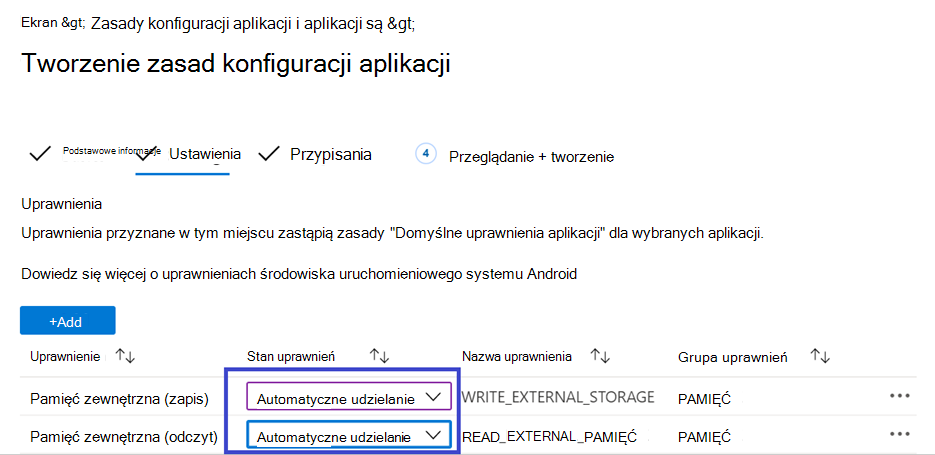 Ekran &gt; Zasady konfiguracji aplikacji i aplikacji są &gt;
Tworzenie zasad konfiguracji aplikacji
Podstawowe informacje Ustawienia Przypisania 4 Przeglądanie + tworzenie
Uprawnienia
Uprawnienia przyznane w tym miejscu zastąpią zasady "Domyślne uprawnienia aplikacji" dla wybranych aplikacji.
Dowiedz się więcej o uprawnieniach środowiska uruchomieniowego systemu Android
+Add
Uprawnienie Stan uprawnień Nazwa uprawnienia Grupa uprawnień
Pamięć zewnętrzna (zapis) Automatyczne udzielanie WRITE_EXTERNAL_STORAGE PAMIĘĆ
Pamięć zewnętrzna (odczyt) Automatyczne udzielanie READ_EXTERNAL_PAMIĘĆ PAMIĘĆ